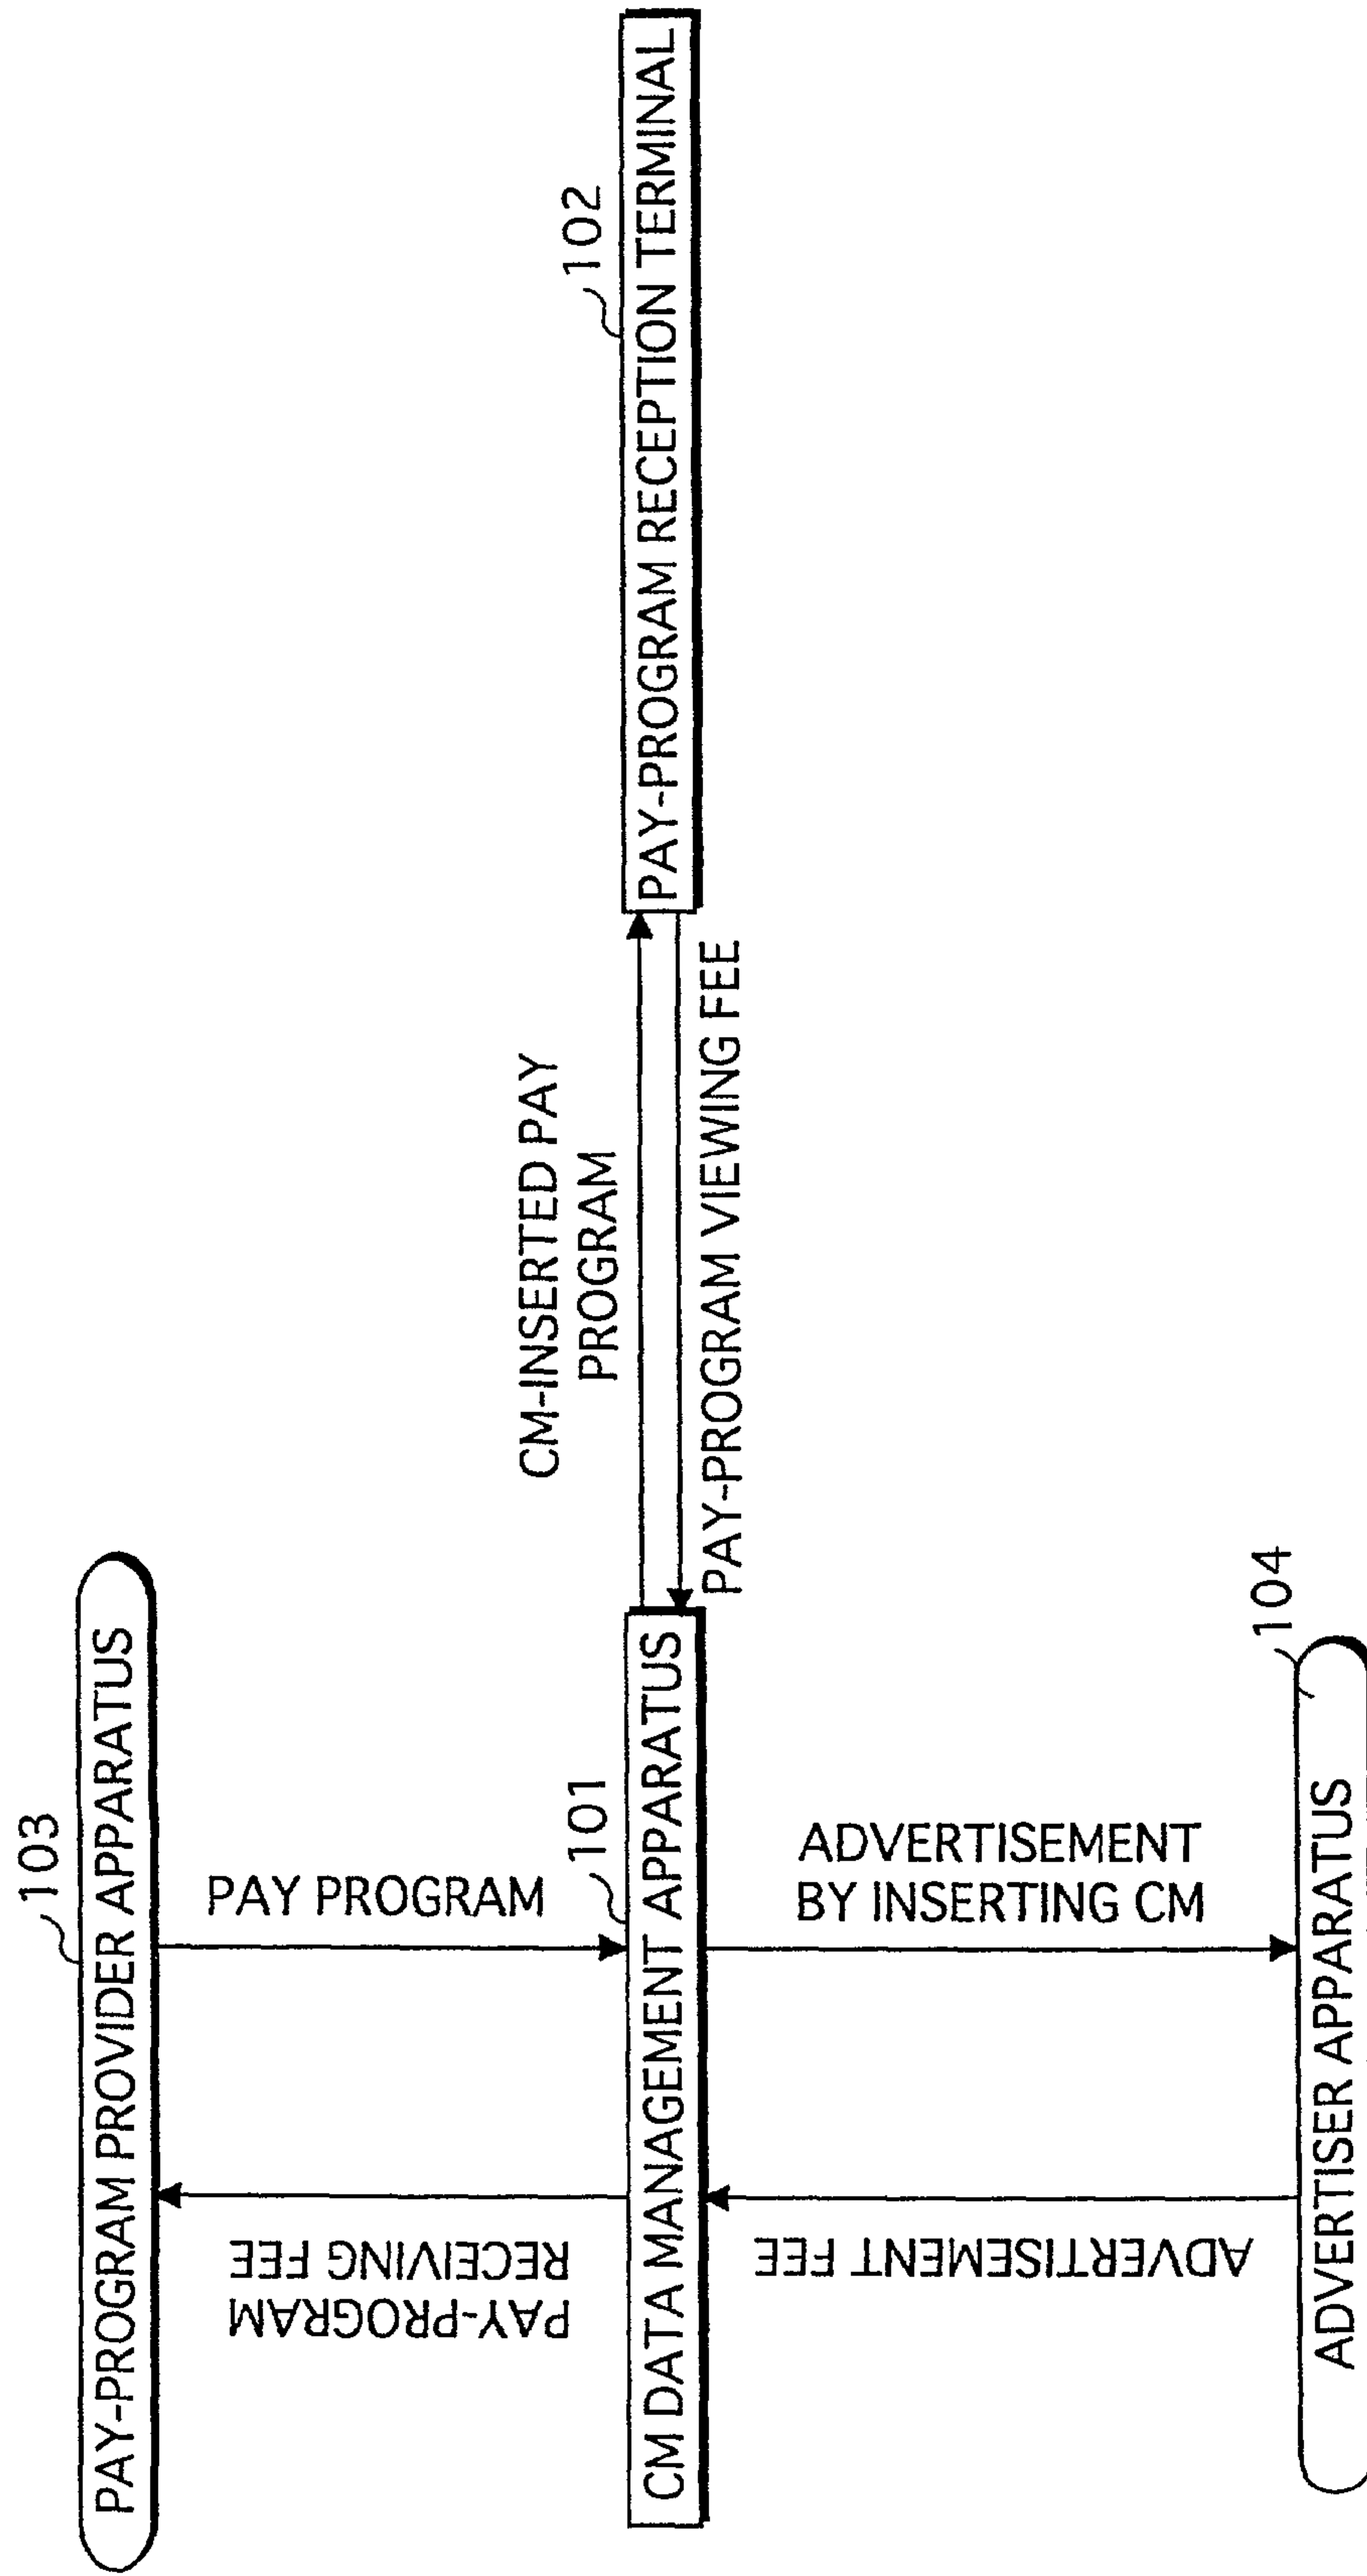 103
PAY-PROGRAM PROVIDER APPARATUS
PAY PROGRAM
PAY-PROGRAM
RECEIVING FEE
101
CM DATA MANAGEMENT APPARATUS
CM-INSERTED PAY
PROGRAM
PAY-PROGRAM VIEWING FEE
102
PAY-PROGRAM RECEPTION TERMINAL
ADVERTISEMENT
BY INSERTING CM
ADVERTISEMENT FEE
104
ADVERTISER APPARATUS